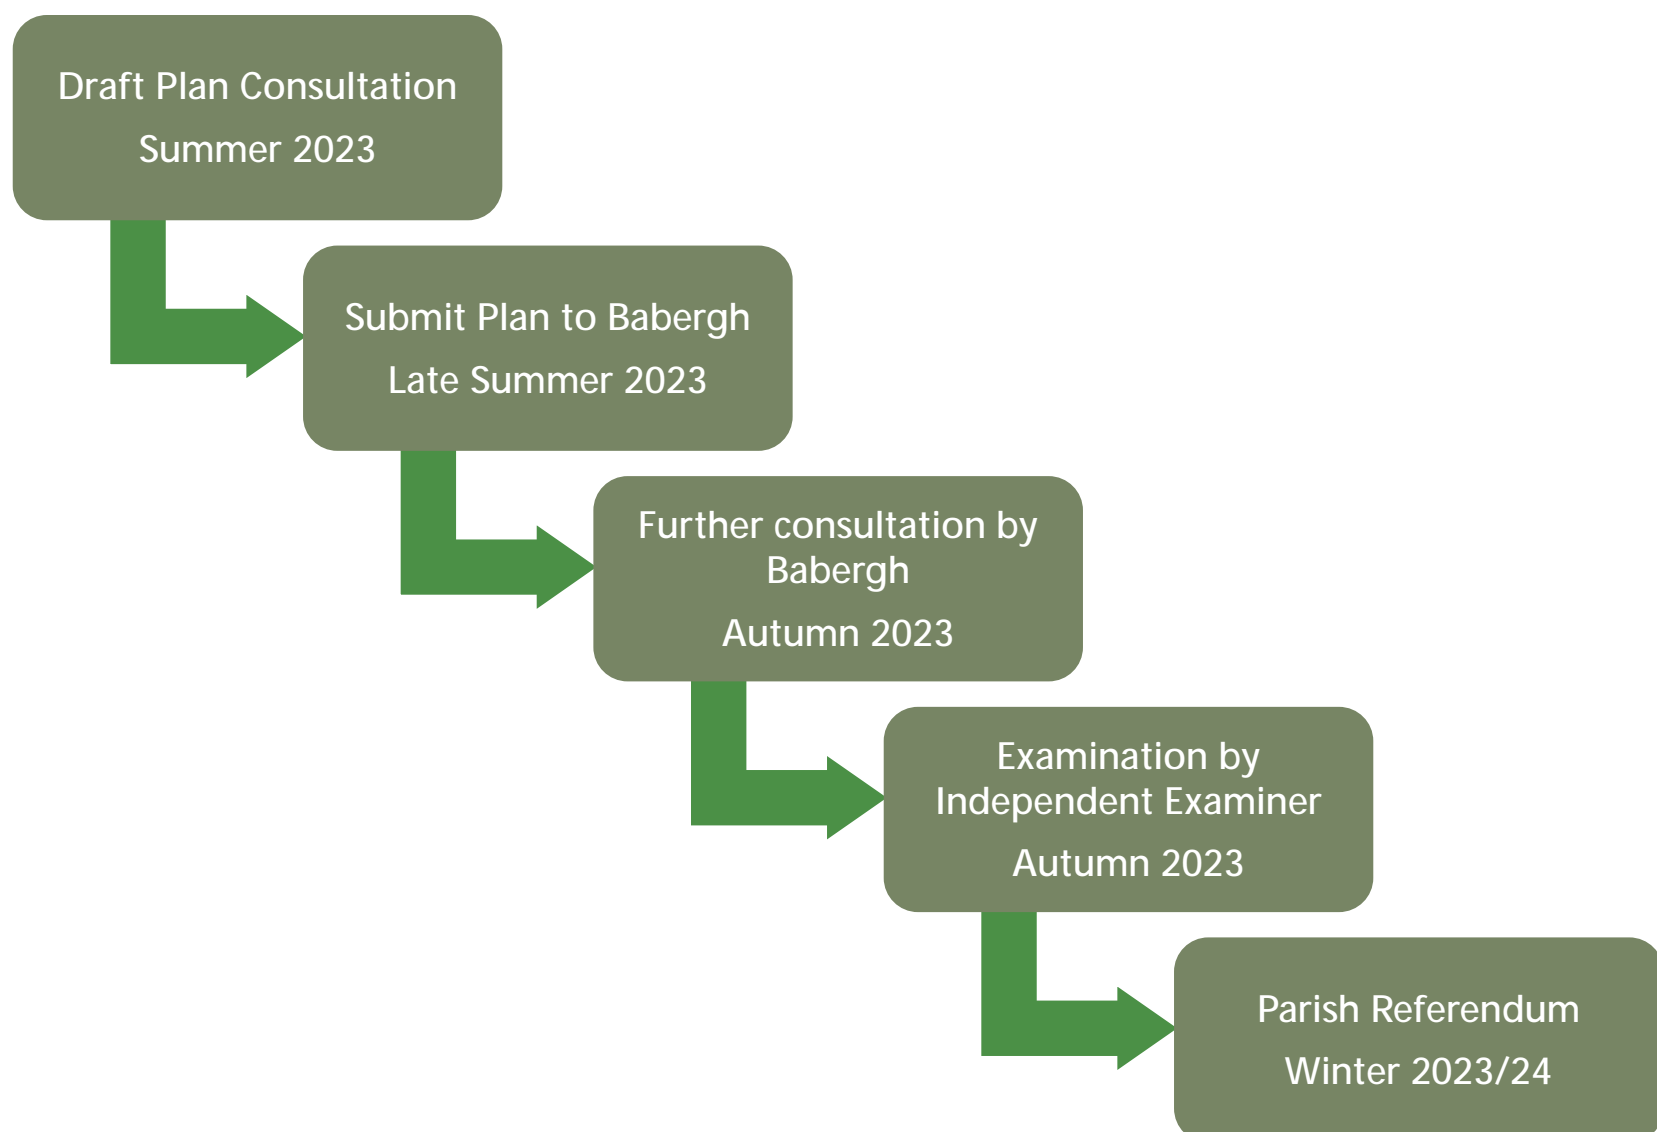 Draft Plan Consultation
Summer 2023
Submit Plan to Babergh
Late Summer 2023
Further consultation by
Babergh
Autumn 2023
Examination by
Independent Examiner
Autumn 2023
Parish Referendum
Winter 2023/24